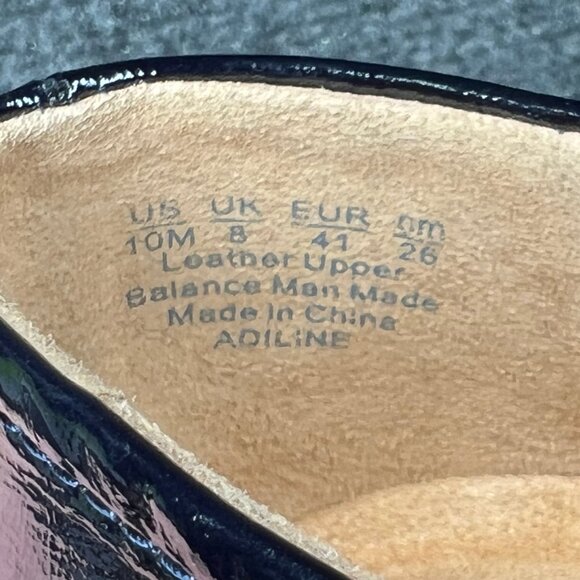 US UK EUR cm
10M 8 41 26
Leather Upper
Balance Man Made
Made in China
ADILINE